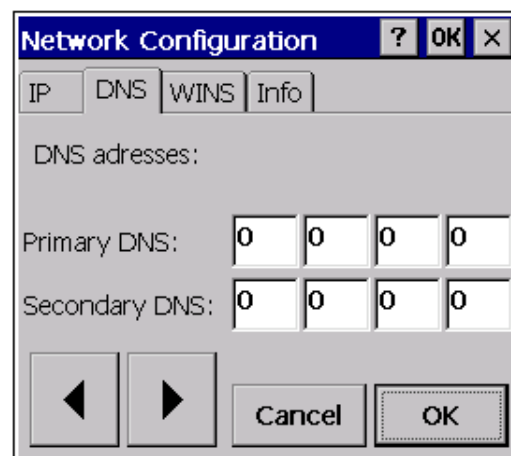 Network Configuration ? OK ×
IP DNS WINS Info
DNS adresses:
Primary DNS: 0 0 0 0
Secondary DNS: 0 0 0 0
Cancel OK